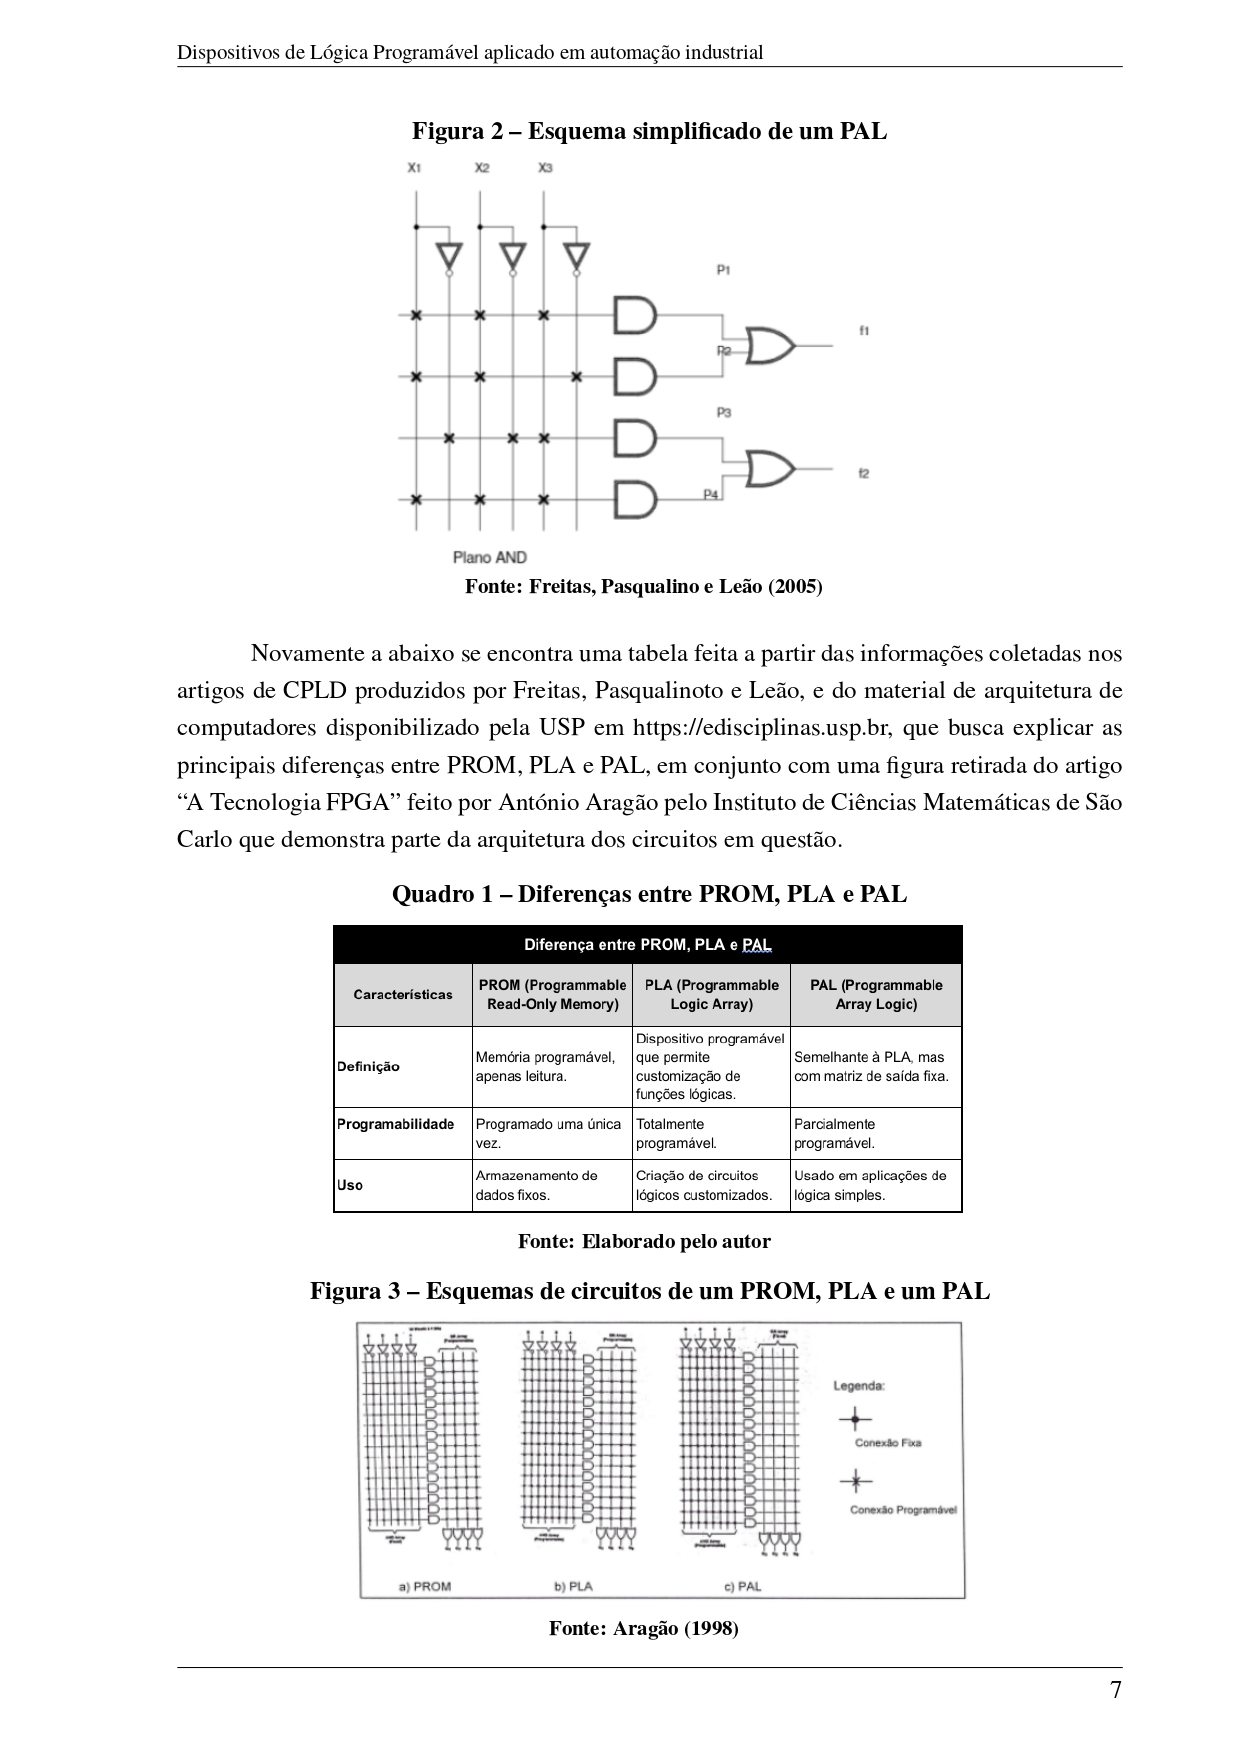 Dispositivos de Lógica Programável aplicado em automação industrial
Figura 2 – Esquema simplificado de um PAL
X1 X2 X3
P1
f1
P2
P3
f2
P4
Plano AND
Fonte: Freitas, Pasqualino e Leão (2005)
Novamente a abaixo se encontra uma tabela feita a partir das informações coletadas nos
artigos de CPLD produzidos por Freitas, Pasqualinoto e Leão, e do material de arquitetura de
computadores disponibilizado pela USP em https://edisciplinas.usp.br, que busca explicar as
principais diferenças entre PROM, PLA e PAL, em conjunto com uma figura retirada do artigo
“A Tecnologia FPGA” feito por António Aragão pelo Instituto de Ciências Matemáticas de São
Carlo que demonstra parte da arquitetura dos circuitos em questão.
Quadro 1 – Diferenças entre PROM, PLA e PAL
Diferença entre PROM, PLA e PAL
Características
PROM (Programmable
Read-Only Memory)
PLA (Programmable
Logic Array)
PAL (Programmable
Array Logic)
Definição
Memória programável,
apenas leitura.
Dispositivo programável
que permite
customização de
funções lógicas.
Semelhante à PLA, mas
com matriz de saída fixa.
Programabilidade
Programado uma única
vez.
Totalmente
programável.
Parcialmente
programável.
Uso
Armazenamento de
dados fixos.
Criação de circuitos
lógicos customizados.
Usado em aplicações de
lógica simples.
Fonte: Elaborado pelo autor
Figura 3 – Esquemas de circuitos de um PROM, PLA e um PAL
Legenda:
Conexão Fixa
Conexão Programável
a) PROM
b) PLA
c) PAL
Fonte: Aragão (1998)
7